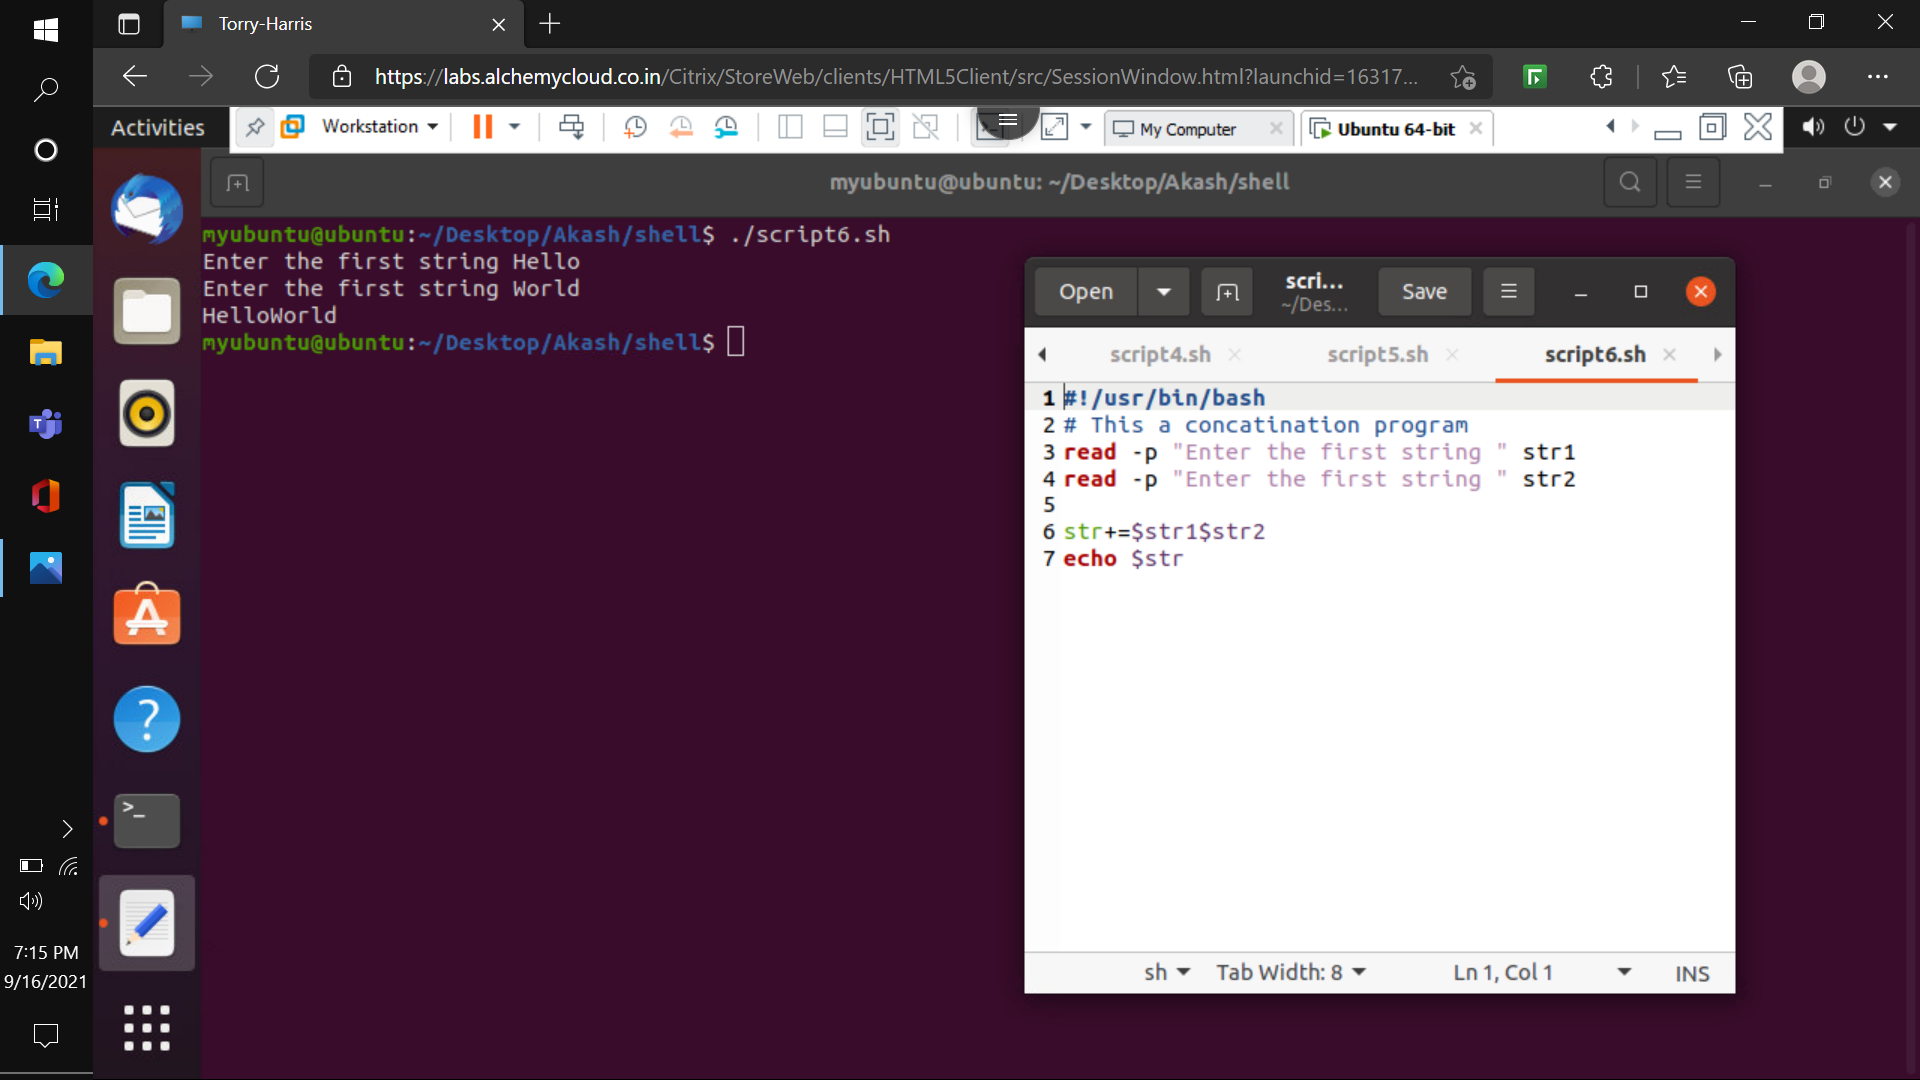 Torry-Harris
https://labs.alchemycloud.co.in/Citrix/StoreWeb/clients/HTML5Client/src/SessionWindow.html?launchid=16317...
Activities
Workstation
My Computer
Ubuntu 64-bit
myubuntu@ubuntu: ~/Desktop/Akash/shell
myubuntu@ubuntu:~/Desktop/Akash/shell$ ./script6.sh
Enter the first string Hello
Enter the first string World
HelloWorld
myubuntu@ubuntu:~/Desktop/Akash/shell$
Open
scri...
~/Des...
Save
script4.sh
script5.sh
script6.sh
1 #!/usr/bin/bash
2 # This a concatination program
3 read -p "Enter the first string " str1
4 read -p "Enter the first string " str2
5
6 str+=$str1$str2
7 echo $str
sh
Tab Width: 8
Ln 1, Col 1
INS
7:15 PM
9/16/2021